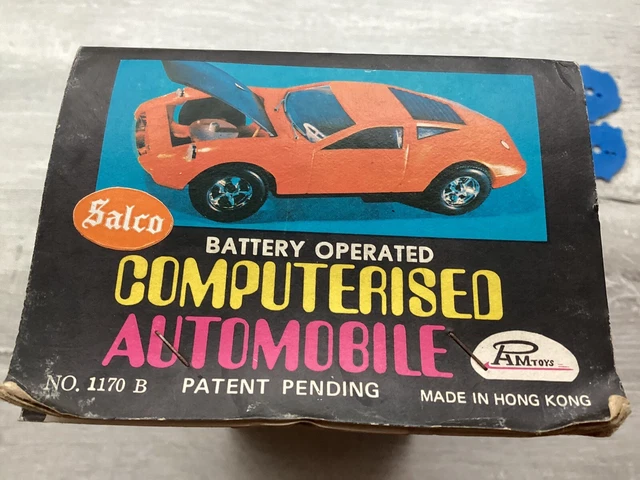 Salco
BATTERY OPERATED
COMPUTERISED
AUTOMOBILE
PAM TOYS
NO. 1170 B
PATENT PENDING
MADE IN HONG KONG